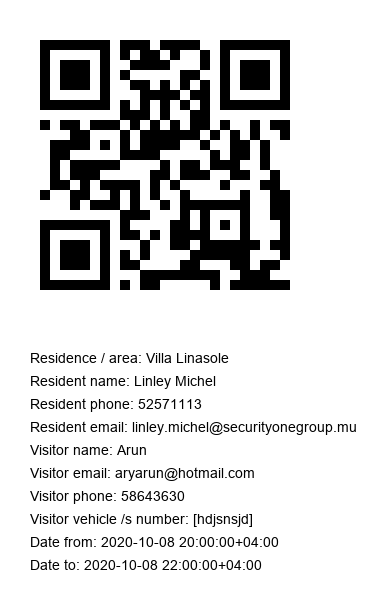 Residence / area: Villa Linasole
Resident name: Linley Michel
Resident phone: 52571113
Resident email: linley.michel@securityonegroup.mu
Visitor name: Arun
Visitor email: aryarun@hotmail.com
Visitor phone: 58643630
Visitor vehicle /s number: [hdjsnsjd]
Date from: 2020-10-08 20:00:00+04:00
Date to: 2020-10-08 22:00:00+04:00